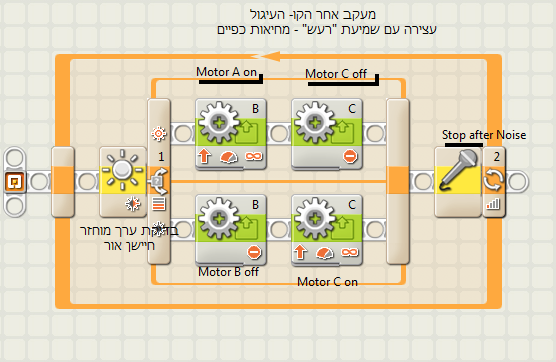 מעקב אחר הקו- העיגול
עצירה עם שמיעת "רעש" - מחיאות כפיים
Motor A on
Motor C off
B
C
Stop after Noise
1
2
בדיקת ערך מוחזר
חיישן אור
B
C
Motor B off
Motor C on